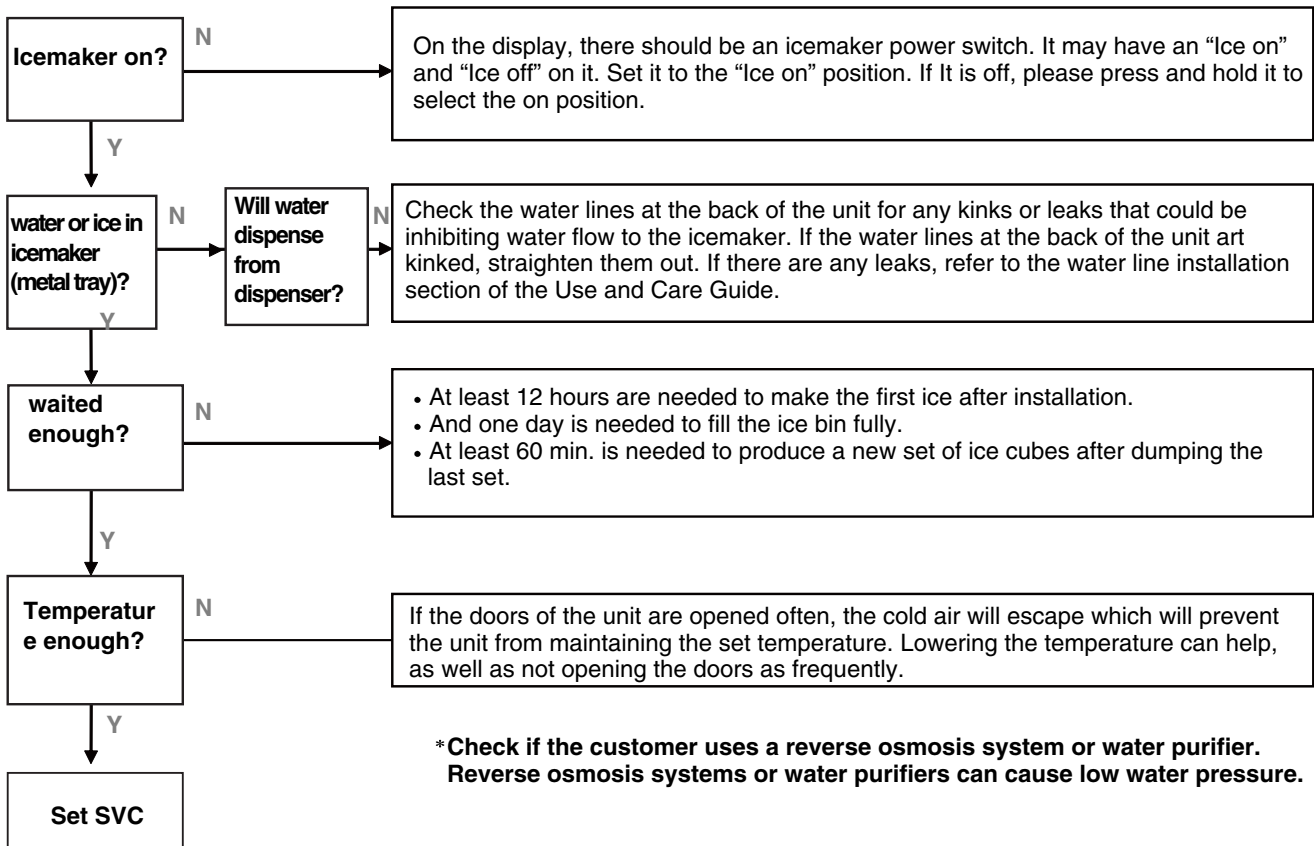 Icemaker on?
N
On the display, there should be an icemaker power switch. It may have an “Ice on”
and “Ice off” on it. Set it to the “Ice on” position. If It is off, please press and hold it to
select the on position.
Y
water or ice in
icemaker
(metal tray)?
N
Will water
dispense
from
dispenser?
N
Check the water lines at the back of the unit for any kinks or leaks that could be
inhibiting water flow to the icemaker. If the water lines at the back of the unit art
kinked, straighten them out. If there are any leaks, refer to the water line installation
section of the Use and Care Guide.
Y
waited
enough?
N
• At least 12 hours are needed to make the first ice after installation.
• And one day is needed to fill the ice bin fully.
• At least 60 min. is needed to produce a new set of ice cubes after dumping the
last set.
Y
Temperatur
e enough?
N
If the doors of the unit are opened often, the cold air will escape which will prevent
the unit from maintaining the set temperature. Lowering the temperature can help,
as well as not opening the doors as frequently.
Y
Set SVC
*Check if the customer uses a reverse osmosis system or water purifier.
Reverse osmosis systems or water purifiers can cause low water pressure.